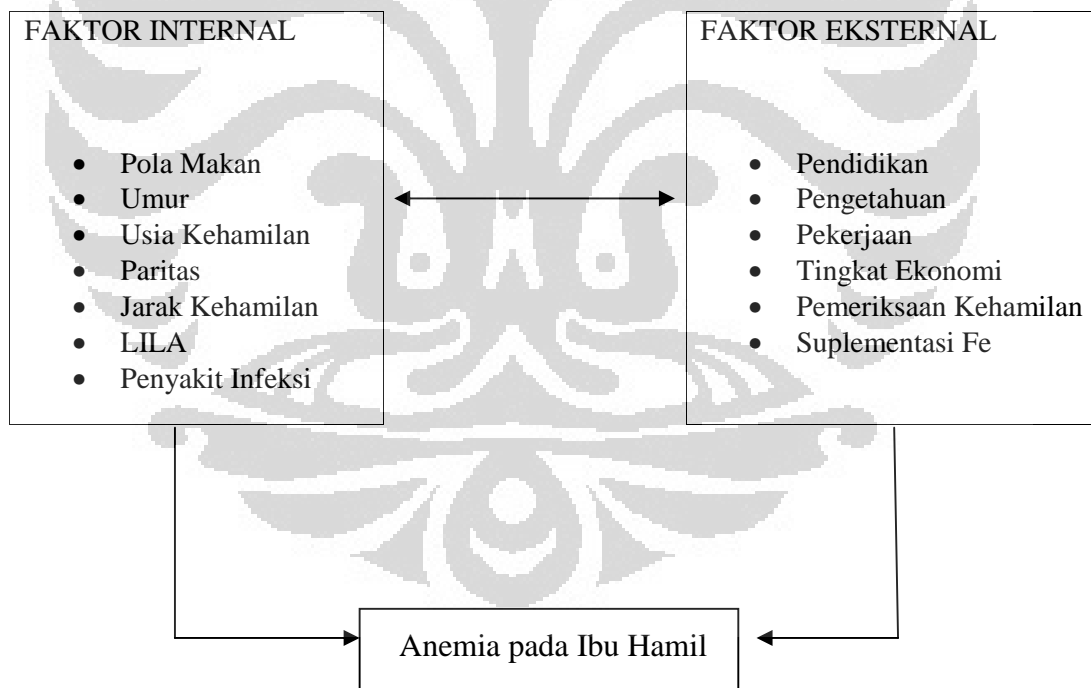 FAKTOR INTERNAL
• Pola Makan
• Umur
• Usia Kehamilan
• Paritas
• Jarak Kehamilan
• LILA
• Penyakit Infeksi
FAKTOR EKSTERNAL
• Pendidikan
• Pengetahuan
• Pekerjaan
• Tingkat Ekonomi
• Pemeriksaan Kehamilan
• Suplementasi Fe
Anemia pada Ibu Hamil